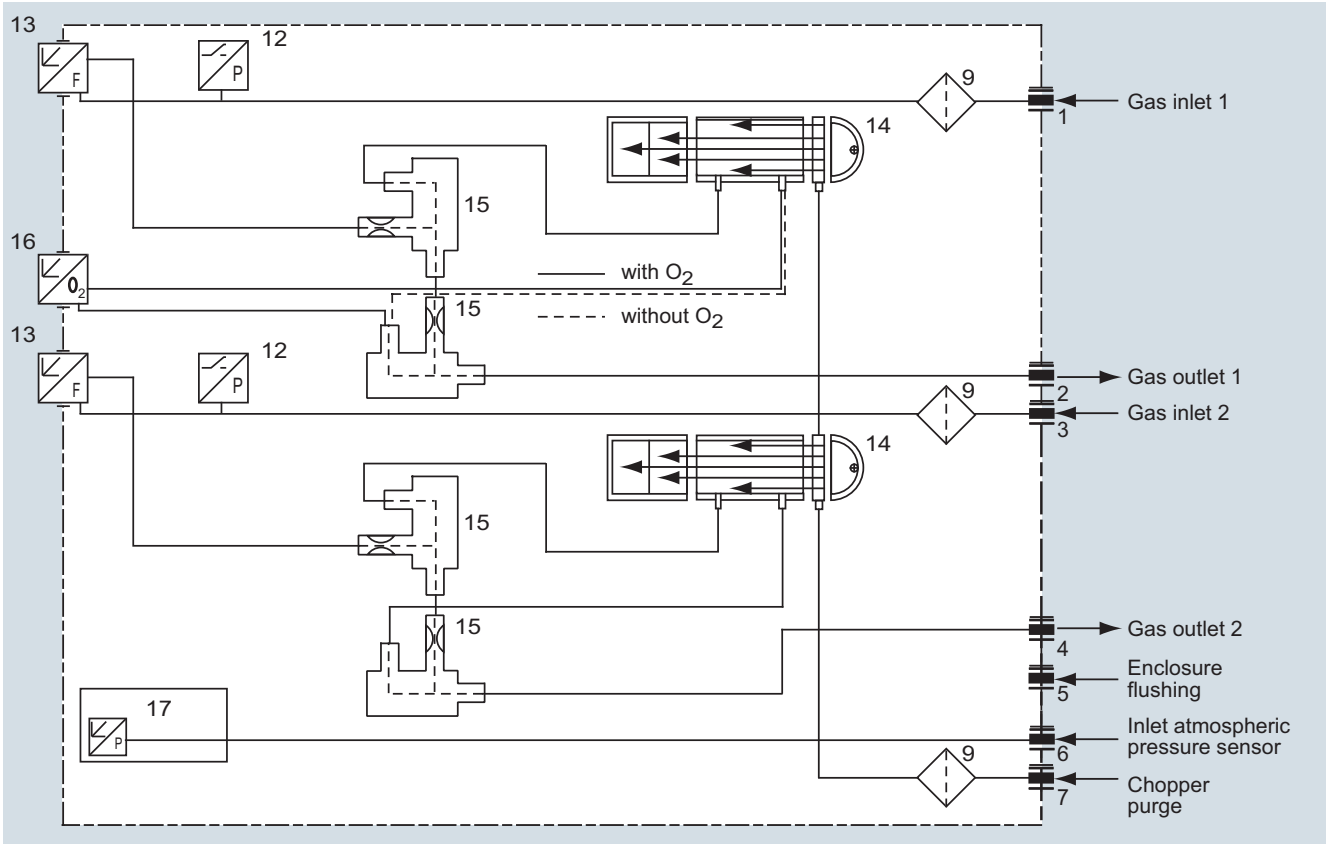 13
F
12
P
9
1
Gas inlet 1
14
15
16
O2
with O2
15
without O2
13
F
12
P
2
Gas outlet 1
9
3
Gas inlet 2
14
15
15
4
Gas outlet 2
5
Enclosure
flushing
17
P
6
Inlet atmospheric
pressure sensor
9
7
Chopper
purge